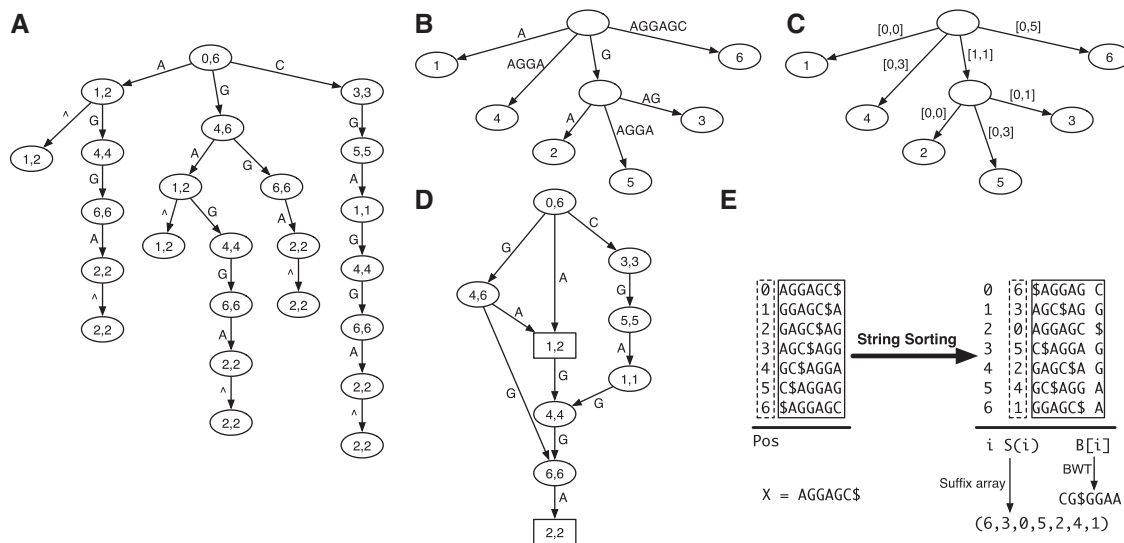 A
0,6
A
G
C
1,2
4,6
3,3
^
G
A
G
G
1,2
4,4
1,2
6,6
5,5
G
^
G
A
A
6,6
1,2
4,4
2,2
1,1
A
G
^
G
2,2
6,6
2,2
4,4
^
A
G
2,2
2,2
6,6
^
A
2,2
2,2
^
2,2
B
A
AGGA
G
AGGAGC
1
4
6
A
AGGA
AG
2
5
3
C
[0,0]
[0,3]
[1,1]
[0,5]
1
4
6
[0,0]
[0,3]
[0,1]
2
5
3
D
0,6
G
A
C
4,6
3,3
A
G
G
5,5
1,2
A
G
1,1
G
4,4
G
6,6
A
2,2
E
0 AGGAGC$
1 GGAGC$A
2 GAGC$AG
3 AGC$AGG
4 GC$AGGA
5 C$AGGAG
6 $AGGAGC
Pos
X = AGGAGC$
String Sorting
0 6 $AGGAG C
1 3 AGC$AG G
2 0 AGGAGC $
3 5 C$AGGA G
4 2 GAGC$A G
5 4 GC$AGG A
6 1 GGAGC$ A
i S(i) B[i]
Suffix array
BWT
CG$GGAA
(6,3,0,5,2,4,1)